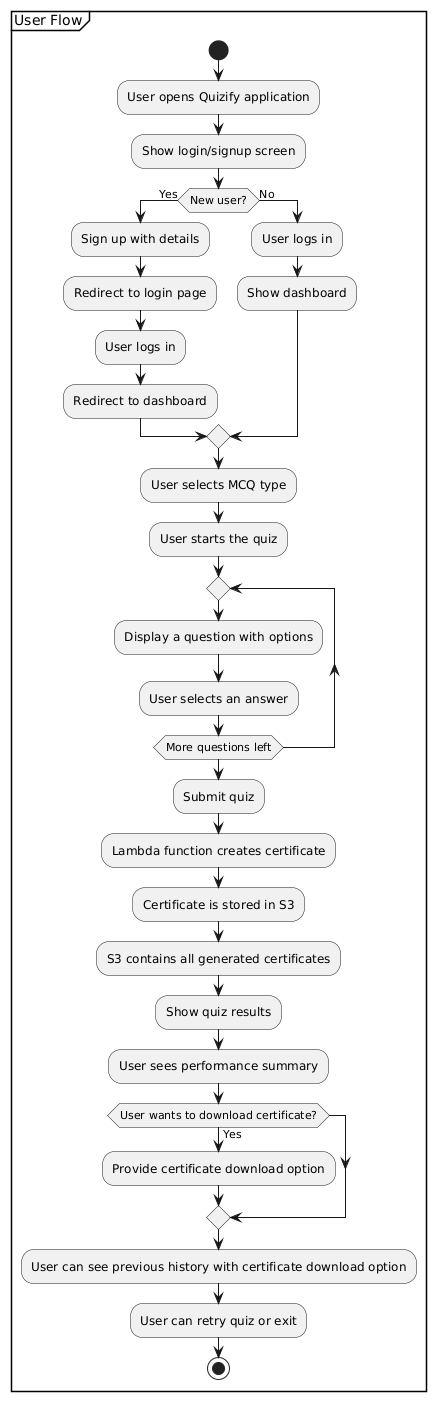 User Flow
User opens Quizify application
Show login/signup screen
Yes
New user?
No
Sign up with details
User logs in
Redirect to login page
Show dashboard
User logs in
Redirect to dashboard
User selects MCQ type
User starts the quiz
Display a question with options
User selects an answer
More questions left
Submit quiz
Lambda function creates certificate
Certificate is stored in S3
S3 contains all generated certificates
Show quiz results
User sees performance summary
User wants to download certificate?
Yes
Provide certificate download option
User can see previous history with certificate download option
User can retry quiz or exit